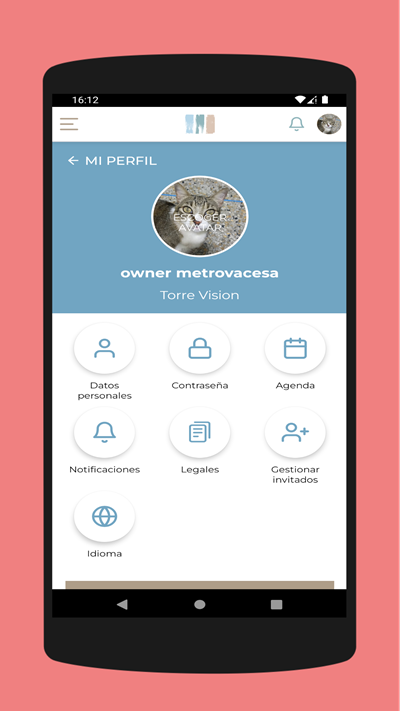 16:12
MI PERFIL
ESCOGER
AVATAR
owner metrovacesa
Torre Vision
Datos
personales
Contraseña
Agenda
Notificaciones
Legales
Gestionar
invitados
Idioma